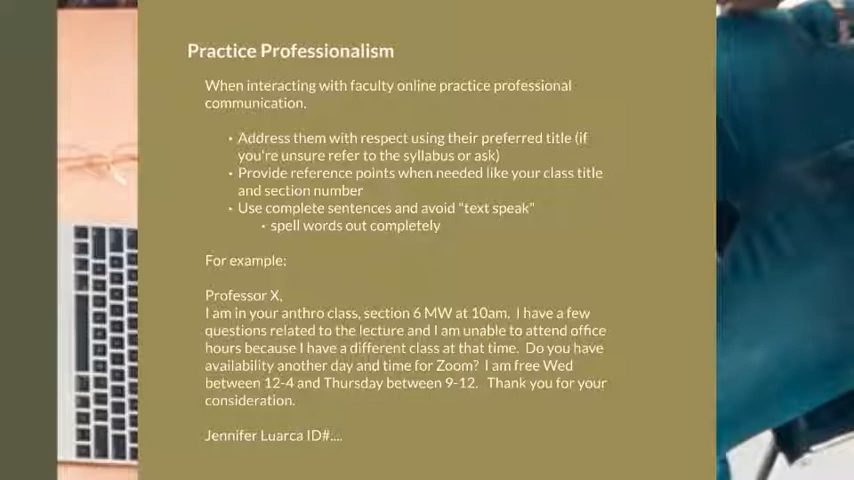 Practice Professionalism
When interacting with faculty online practice professional
communication.
• Address them with respect using their preferred title (if
you're unsure refer to the syllabus or ask)
• Provide reference points when needed like your class title
and section number
• Use complete sentences and avoid "text speak"
• spell words out completely
For example:
Professor X,
I am in your anthro class, section 6 MW at 10am.  I have a few
questions related to the lecture and I am unable to attend office
hours because I have a different class at that time.  Do you have
availability another day and time for Zoom?  I am free Wed
between 12-4 and Thursday between 9-12.   Thank you for your
consideration.
Jennifer Luarca ID#....